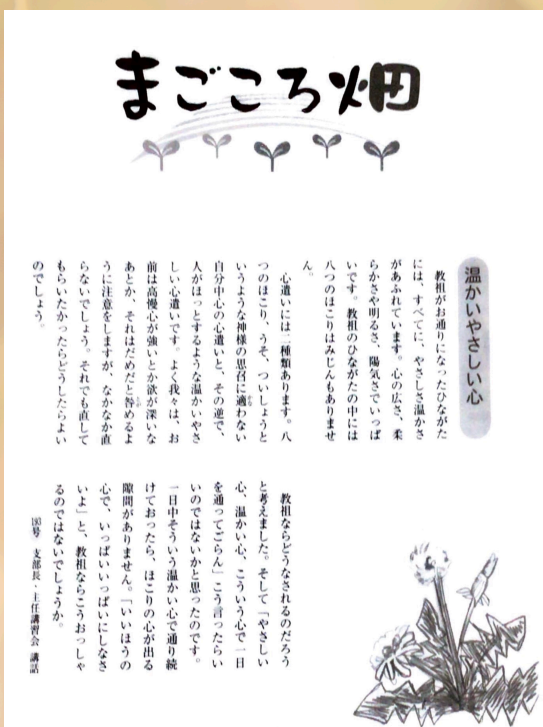 まごころ畑
温かいやさしい心
教祖がお通りになったひながた
には、すべてに、やさしさ温かさ
があふれています。心の広さ、柔
らかさや明るさ、陽気さでいっぱ
いです。教祖のひながたの中には
八つのほこりはみじんもありませ
ん。
心遣いには二種類あります。八
つのほこり、うそ、ついしょうと
いうような神様の思召に適わない
自分中心の心遣いと、その逆で、
人がほっとするような温かいやさ
しい心遣いです。よく我々は、お
前は高慢心が強いとか欲が深いな
あとか、それはだめだと咎めるよ
うに注意をしますが、なかなか直
らないでしょう。それでも直して
もらいたかったらどうしたらよい
のでしょう。
教祖ならどうなされるのだろう
と考えました。そして「やさしい
心、温かい心、こういう心で一日
を通ってごらん」こう言ったらい
いのではないかと思ったのです。
一日中そういう温かい心で通り続
けておったら、ほこりの心が出る
隙間がありません。「いいほうの
心で、いっぱいいっぱいにしなさ
いよ」と、教祖ならこうおっしゃ
るのではないでしょうか。
193号 支部長・主任講習会 講話